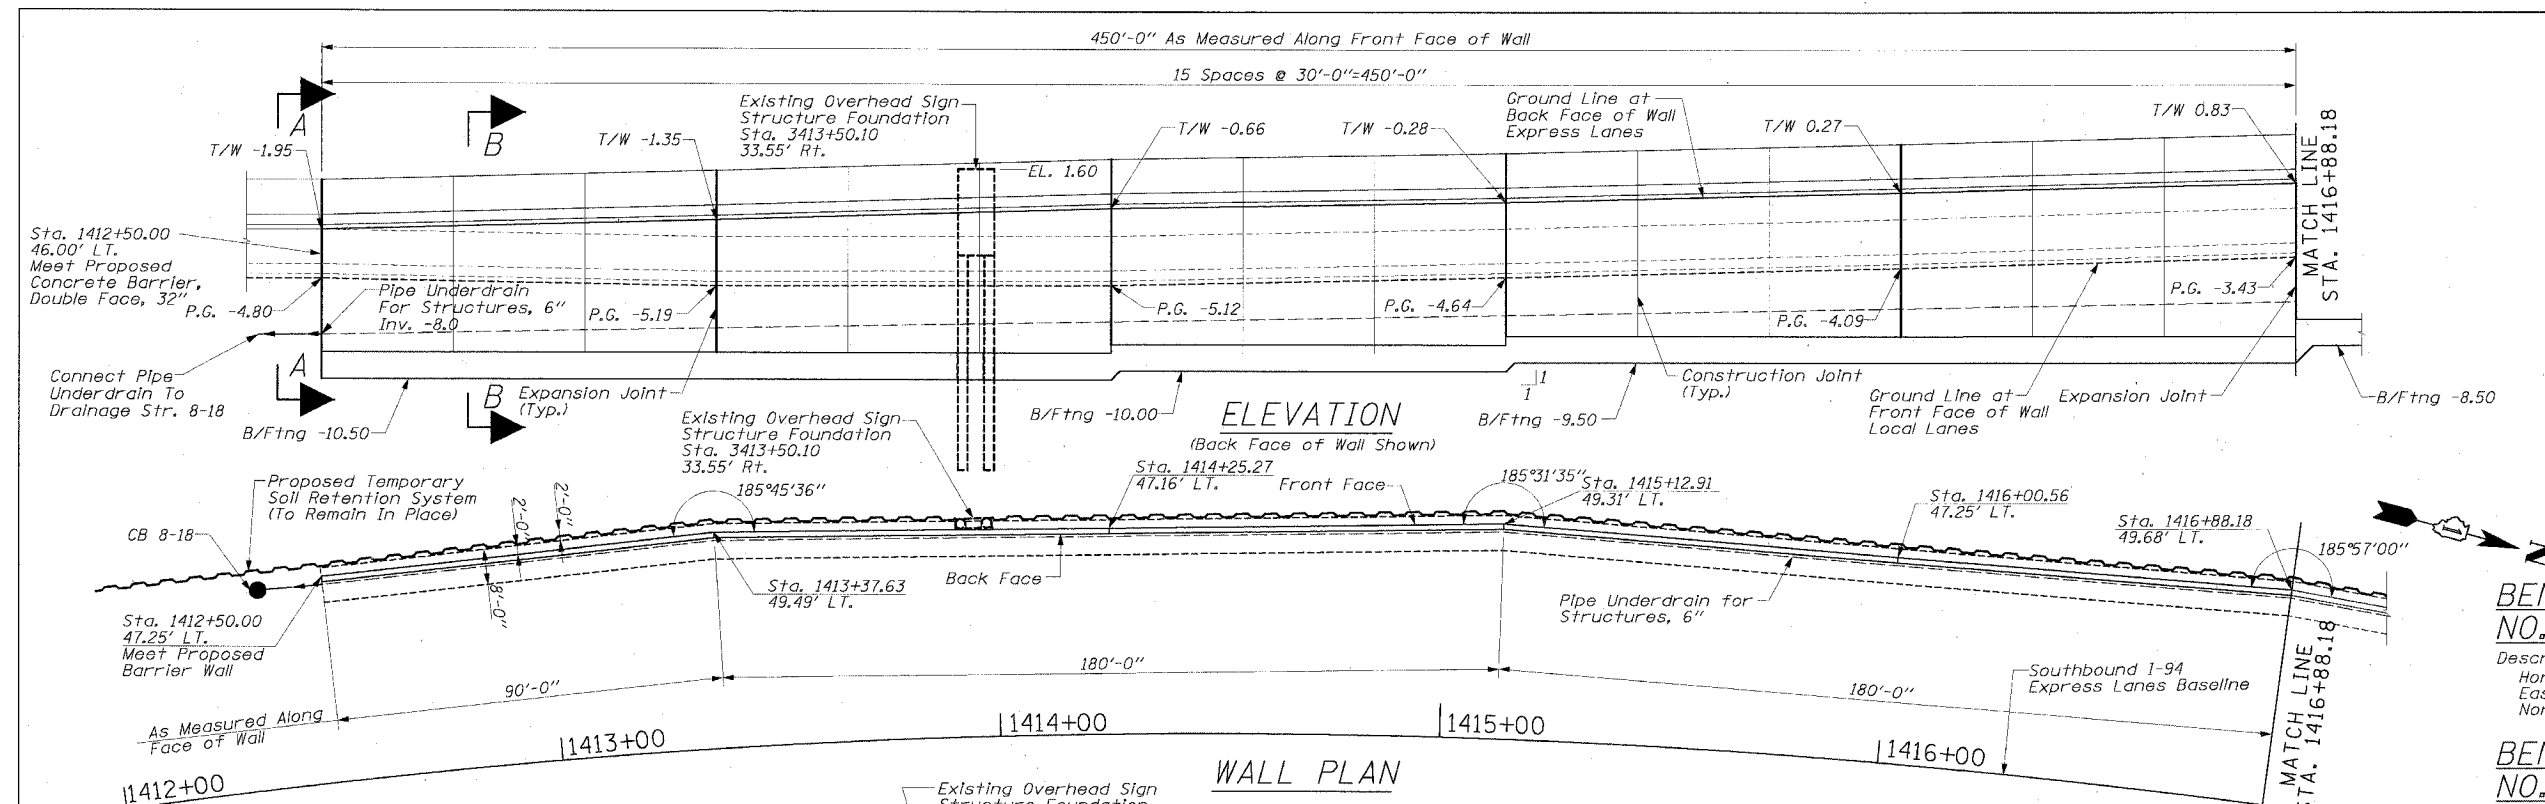 450'-0" As Measured Along Front Face of Wall
15 Spaces @ 30'-0"=450'-0"
A
B
T/W -1.95
T/W -1.35
Existing Overhead Sign
Structure Foundation
Sta. 3413+50.10
33.55' Rt.
EL. 1.60
T/W -0.66
T/W -0.28
Ground Line at
Back Face of Wall
Express Lanes
T/W 0.27
T/W 0.83
MATCH LINE
STA. 1416+88.18
Sta. 1412+50.00
46.00' LT.
Meet Proposed
Concrete Barrier,
Double Face, 32"
P.G. -4.80
Pipe Underdrain
For Structures, 6"
Inv. -8.0
P.G. -5.19
P.G. -5.12
P.G. -4.64
P.G. -4.09
P.G. -3.43
Connect Pipe
Underdrain To
Drainage Str. 8-18
A
B
B/Ftng -10.50
Expansion Joint
(Typ.)
B/Ftng -10.00
ELEVATION
(Back Face of Wall Shown)
B/Ftng -9.50
1
1
Construction Joint
(Typ.)
Ground Line at
Front Face of Wall
Local Lanes
Expansion Joint
B/Ftng -8.50
Proposed Temporary
Soil Retention System
(To Remain In Place)
CB 8-18
2'-0"
2'-0"
8'-0"
185°45'36"
Existing Overhead Sign
Structure Foundation
Sta. 3413+50.10
33.55' Rt.
Sta. 1414+25.27
47.16' LT.
Front Face
185°31'35"
Sta. 1415+12.91
49.31' LT.
Sta. 1416+00.56
47.25' LT.
Sta. 1416+88.18
49.68' LT.
185°57'00"
N
Sta. 1412+50.00
47.25' LT.
Meet Proposed
Barrier Wall
Sta. 1413+37.63
49.49' LT.
Back Face
Pipe Underdrain for
Structures, 6"
As Measured Along
Face of Wall
90'-0"
180'-0"
180'-0"
Southbound I-94
Express Lanes Baseline
MATCH LINE
STA. 1416+88.18
1412+00
1413+00
1414+00
1415+00
1416+00
WALL PLAN
Existing Overhead Sign
Structure Foundation
NO.
NO.